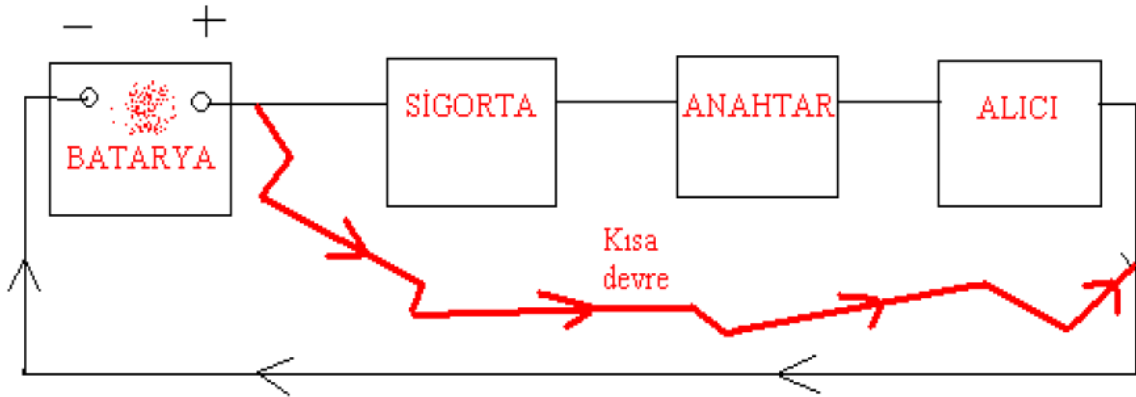 − +
BATARYA
SİGORTA
ANAHTAR
ALICI
Kısa
devre